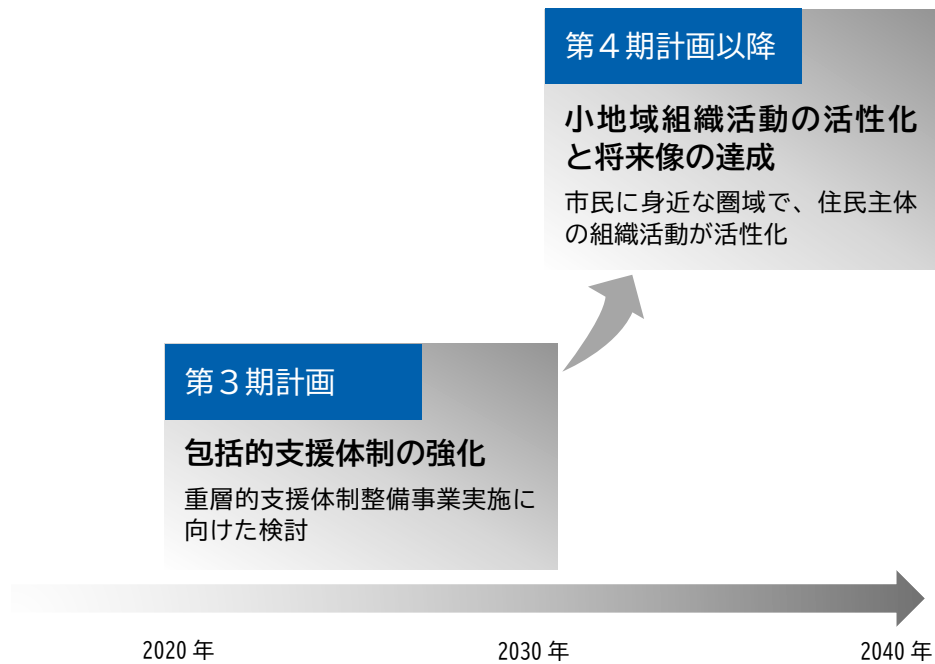 第４期計画以降
小地域組織活動の活性化
と将来像の達成
市民に身近な圏域で、住民主体
の組織活動が活性化
第３期計画
包括的支援体制の強化
重層的支援体制整備事業実施に
向けた検討
2020 年
2030 年
2040 年